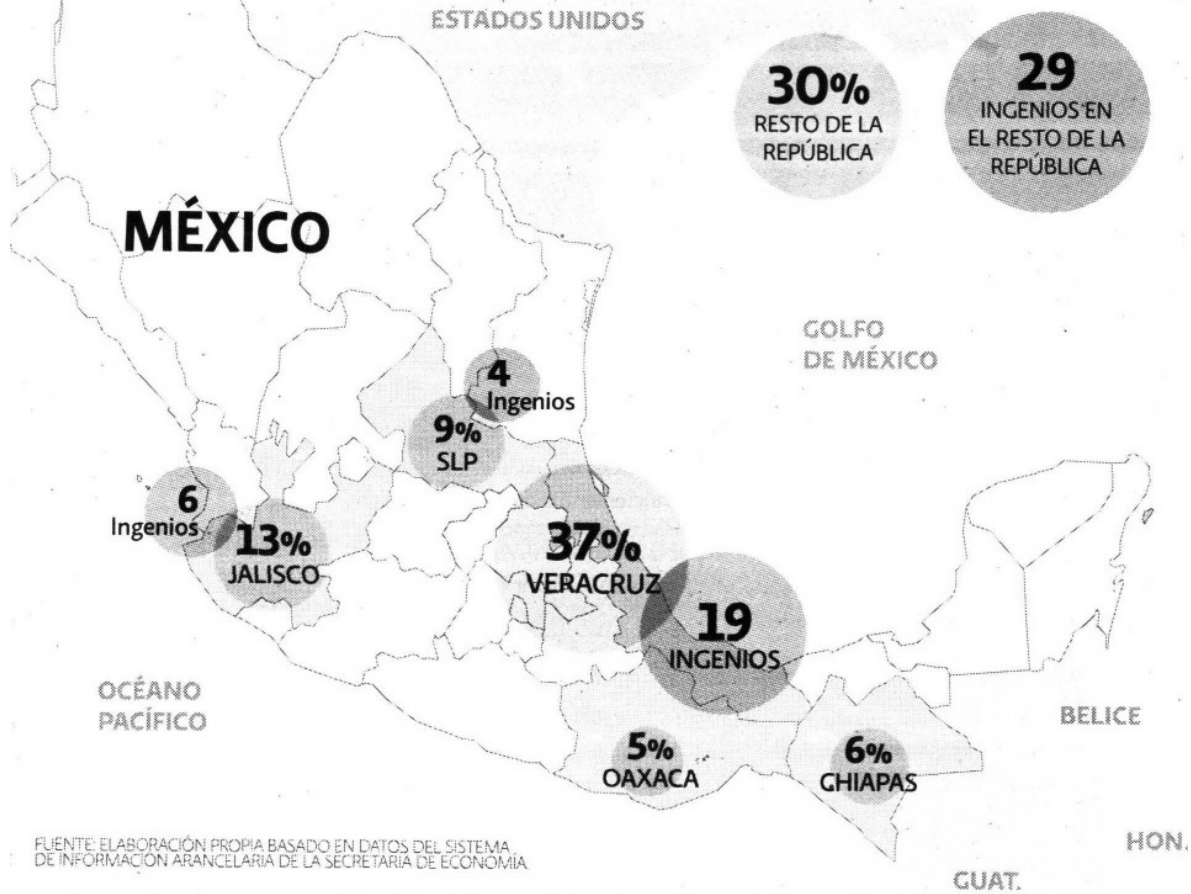 ESTADOS UNIDOS
30%
RESTO DE LA
REPÚBLICA
29
INGENIOS EN
EL RESTO DE LA
REPÚBLICA
MÉXICO
GOLFO
DE MÉXICO
4
Ingenios
9%
SLP
6
Ingenios
13%
JALISCO
37%
VERACRUZ
19
INGENIOS
OCÉANO
PACÍFICO
BELICE
5%
OAXACA
6%
GHIAPAS
FUENTE: ELABORACIÓN PROPIA BASADO EN DATOS DEL SISTEMA
DE INFORMACIÓN ARANCELARIA DE LA SECRETARIA DE ECONOMÍA
HON.
GUAT.